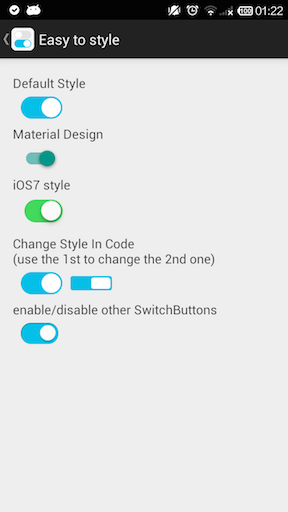 01:22
Easy to style
Default Style
Material Design
iOS7 style
Change Style In Code
(use the 1st to change the 2nd one)
enable/disable other SwitchButtons